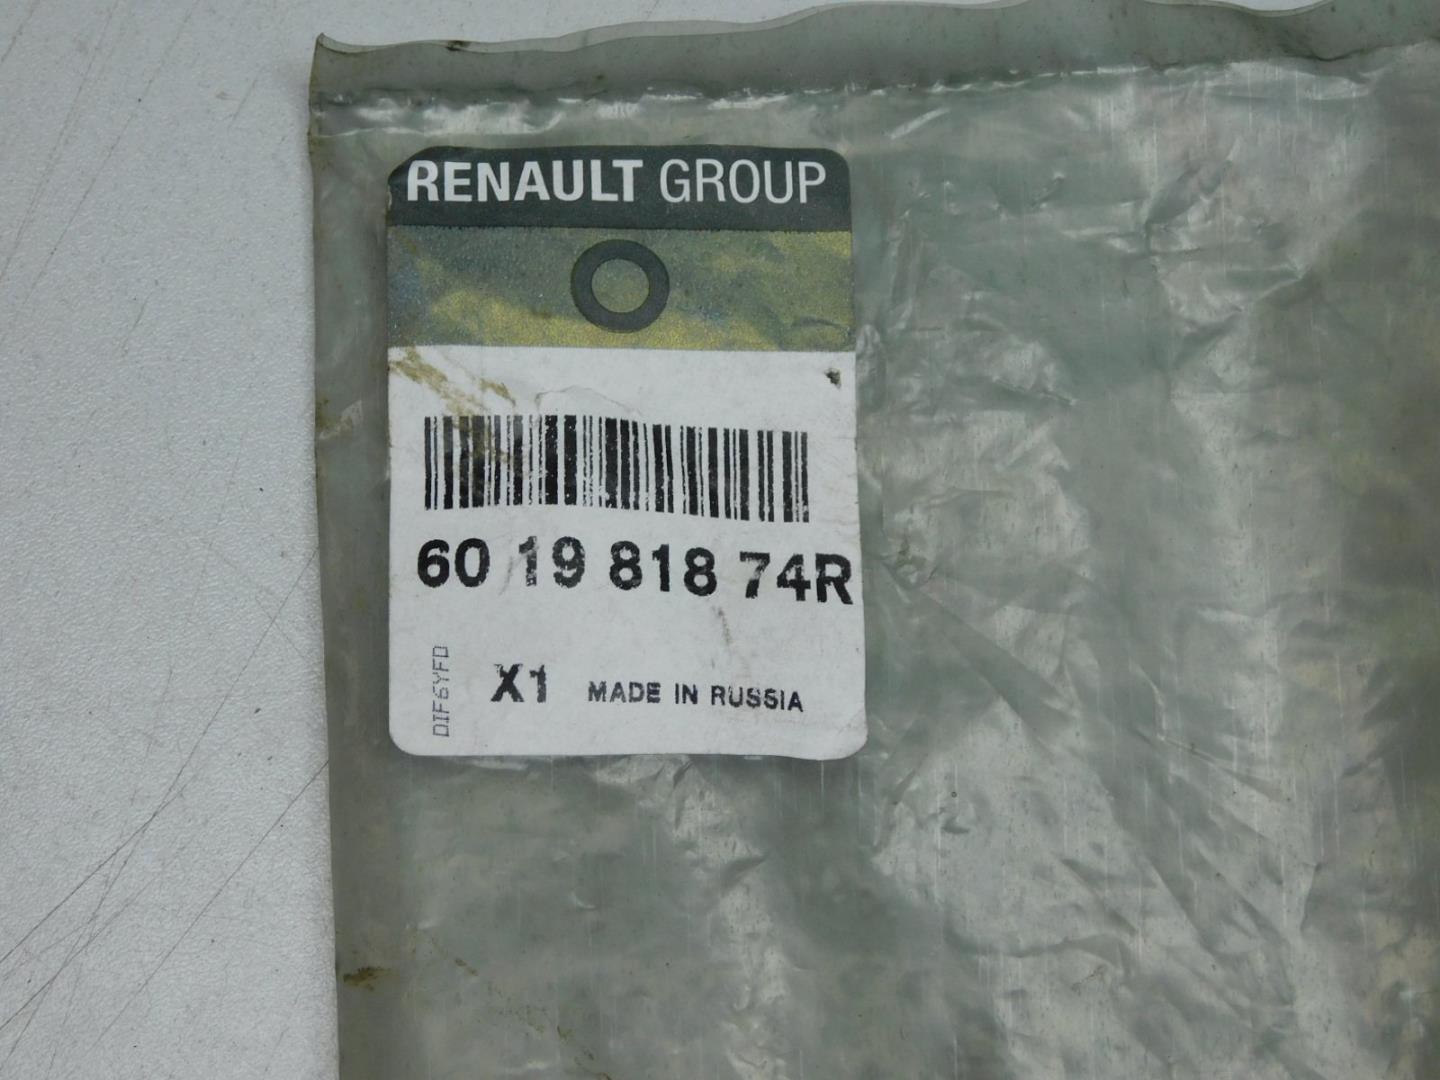 RENAULT GROUP
60 19 818 74R
DIF6YFD
X1 MADE IN RUSSIA